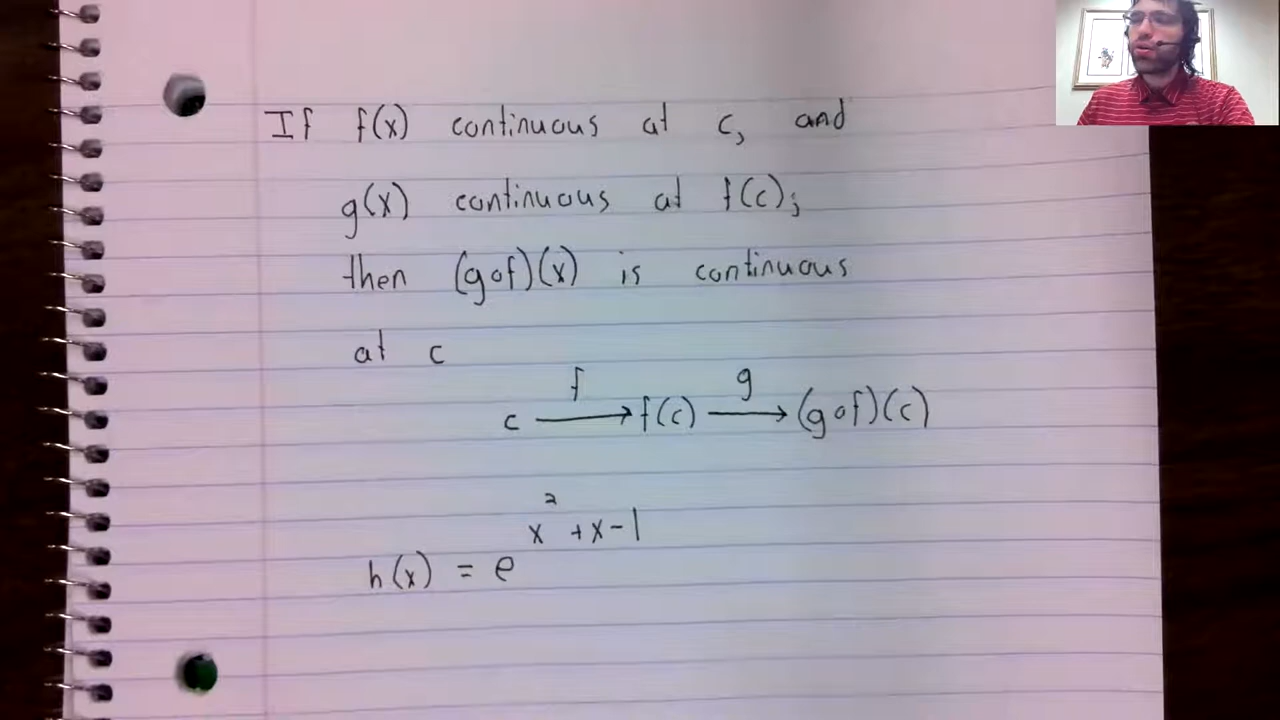 If f(x) continuous at c, and
g(x) continuous at f(c);
then (g∘f)(x) is continuous
at c
c —f→ f(c) —g→ (g∘f)(c)
h(x) = e^{x^2+x-1}